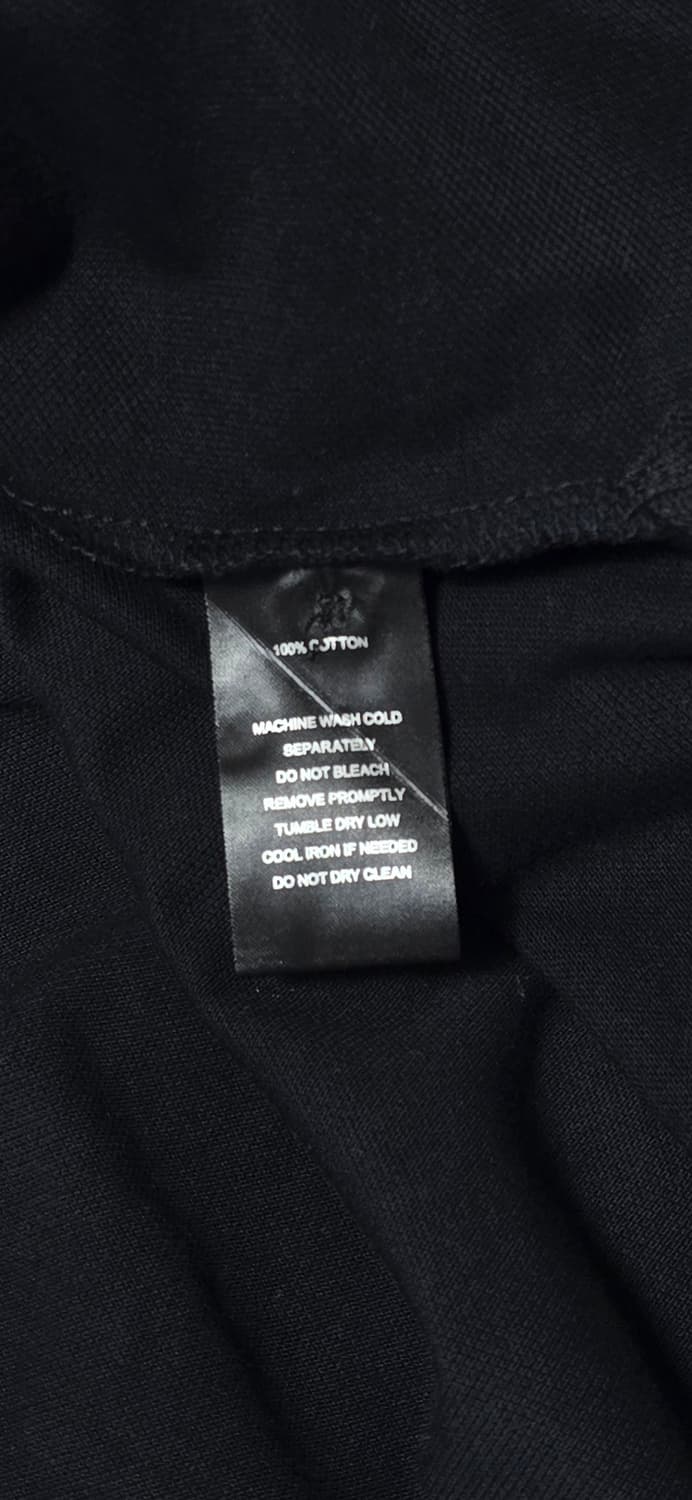 100% COTTON
MACHINE WASH COLD
SEPARATELY
DO NOT BLEACH
REMOVE PROMPTLY
TUMBLE DRY LOW
COOL IRON IF NEEDED
DO NOT DRY CLEAN